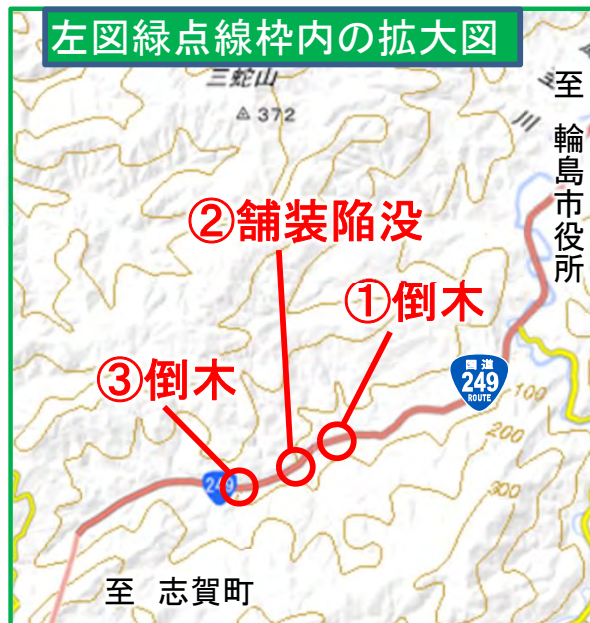 左図緑点線枠内の拡大図
三蛇山
372
至
輪島市役所
川
②舗装陥没
①倒木
③倒木
国道
249
ROUTE
100
200
300
249
至 志賀町